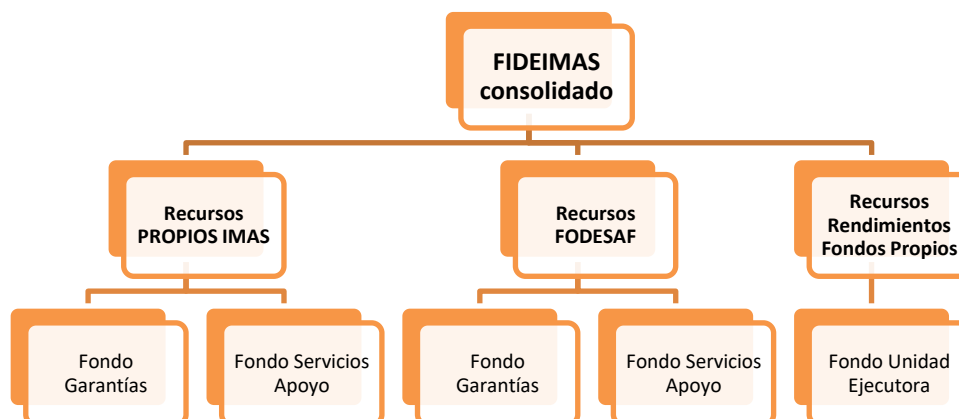 FIDEIMAS
consolidado
Recursos
PROPIOS IMAS
Recursos
FODESAF
Recursos
Rendimientos
Fondos Propios
Fondo
Garantías
Fondo Servicios
Apoyo
Fondo
Garantías
Fondo Servicios
Apoyo
Fondo Unidad
Ejecutora